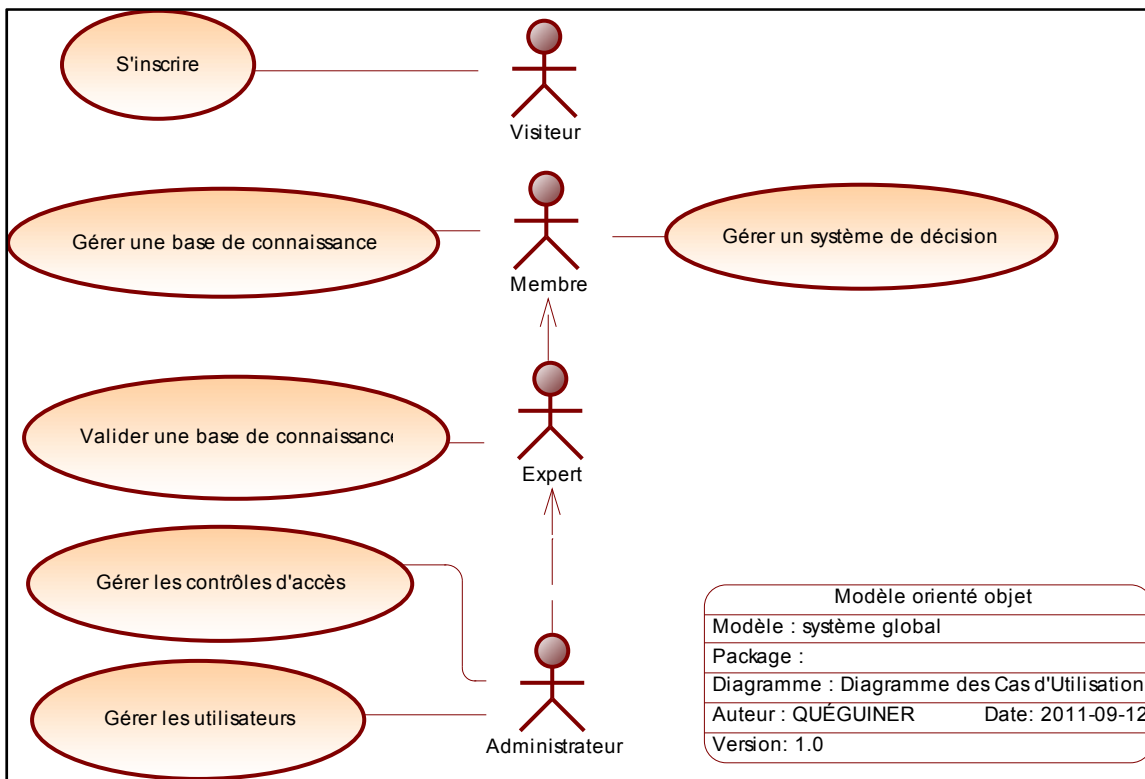 S'inscrire
Visiteur
Gérer une base de connaissance
Gérer un système de décision
Membre
Valider une base de connaissanc
Expert
Gérer les contrôles d'accès
Gérer les utilisateurs
Administrateur
Modèle orienté objet
Modèle : système global
Package :
Diagramme : Diagramme des Cas d'Utilisation
Auteur : QUÉGUINER Date: 2011-09-12
Version: 1.0